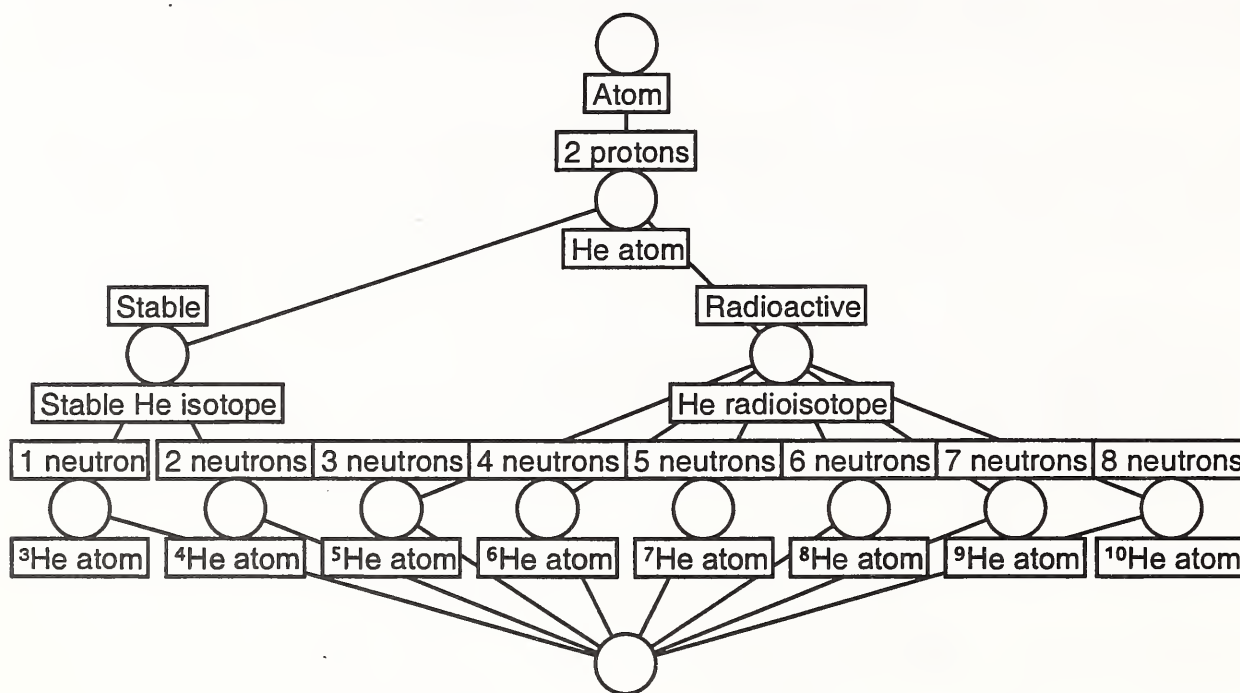 Atom
2 protons
He atom
Stable
Radioactive
Stable He isotope
He radioisotope
1 neutron 2 neutrons 3 neutrons 4 neutrons 5 neutrons 6 neutrons 7 neutrons 8 neutrons
³He atom ⁴He atom ⁵He atom ⁶He atom ⁷He atom ⁸He atom ⁹He atom ¹⁰He atom